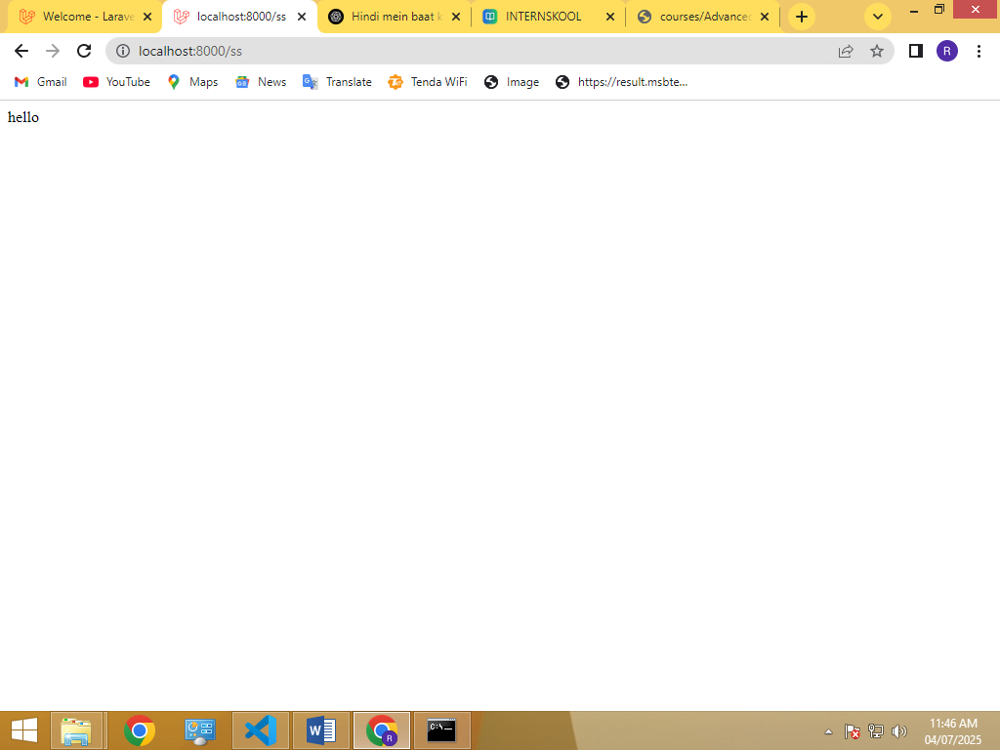 Welcome - Larave
localhost:8000/ss
Hindi mein baat k
INTERNSKOOL
courses/Advanced
localhost:8000/ss
R
Gmail
YouTube
Maps
News
Translate
Tenda WiFi
Image
https://result.msbte...
hello
11:46 AM
04/07/2025